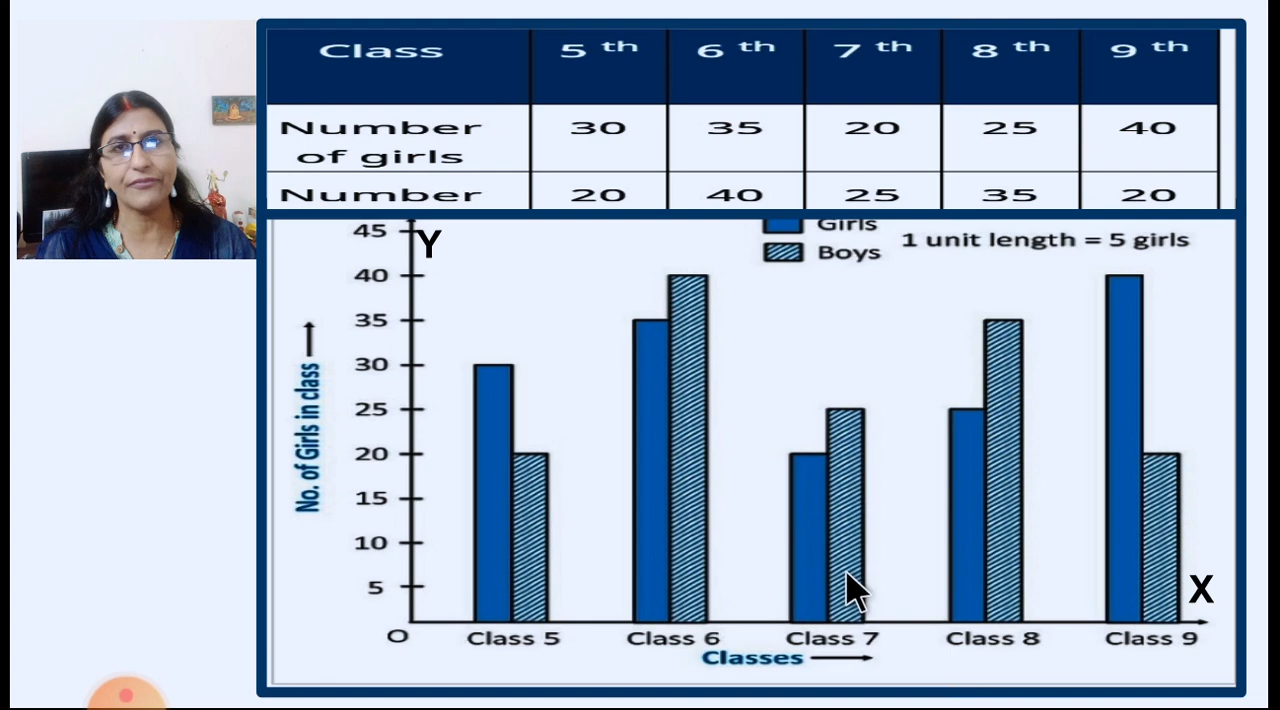 Class 5 th 6 th 7 th 8 th 9 th
Number of girls 30 35 20 25 40
Number 20 40 25 35 20
Y
Girls
Boys
1 unit length = 5 girls
45
40
35
30
25
20
15
10
5
O
No. of Girls in class
X
Class 5 Class 6 Class 7 Class 8 Class 9
Classes